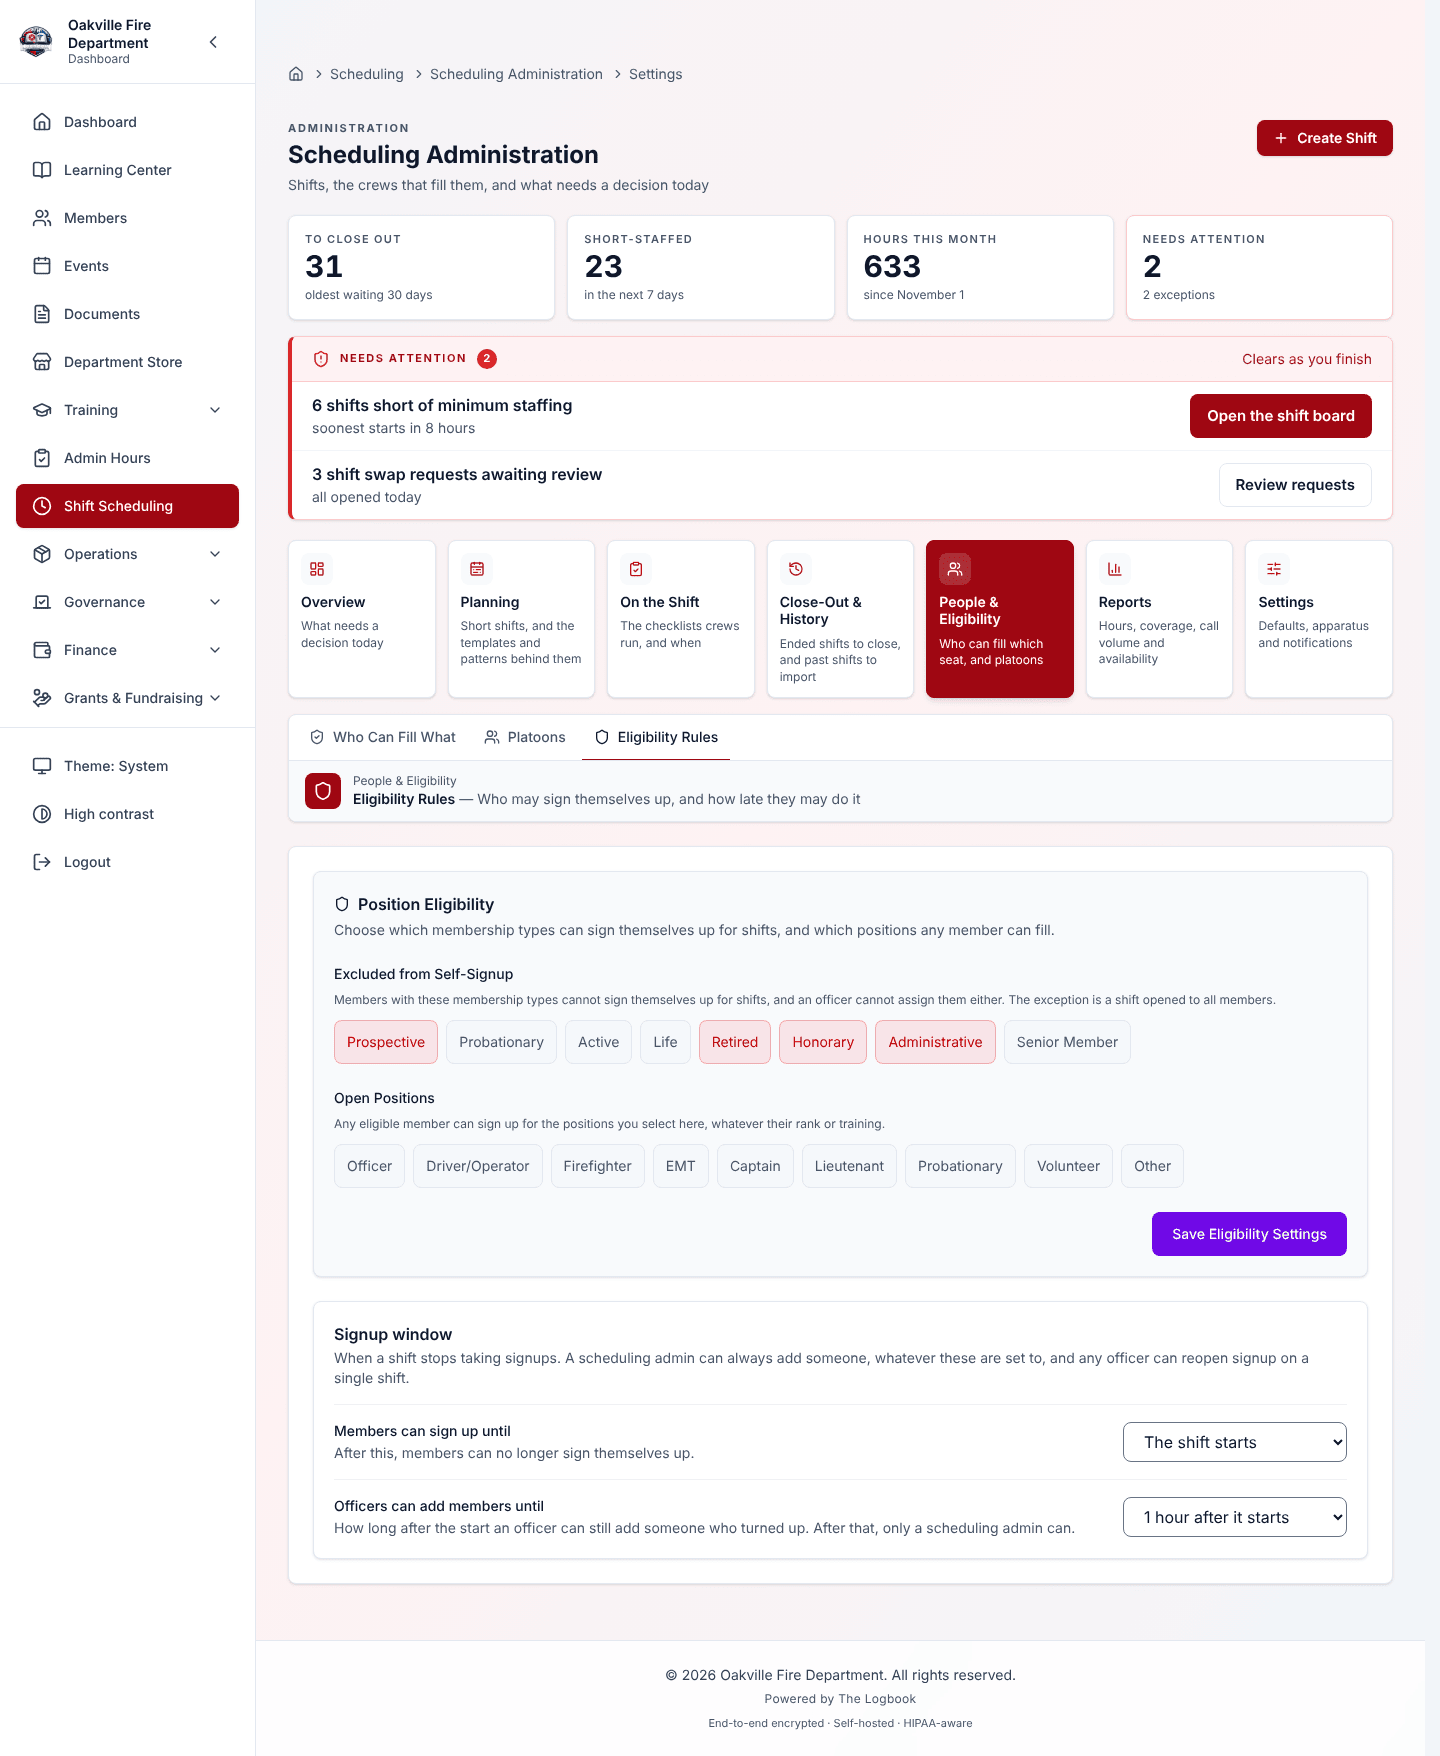 Oakville Fire
Department
Dashboard
Dashboard
Learning Center
Members
Events
Documents
Department Store
Training
Admin Hours
Shift Scheduling
Operations
Governance
Finance
Grants & Fundraising
Theme: System
High contrast
Logout
Scheduling
Scheduling Administration
Settings
ADMINISTRATION
Scheduling Administration
Shifts, the crews that fill them, and what needs a decision today
Create Shift
TO CLOSE OUT
31
oldest waiting 30 days
SHORT-STAFFED
23
in the next 7 days
HOURS THIS MONTH
633
since November 1
NEEDS ATTENTION
2
2 exceptions
NEEDS ATTENTION 2
Clears as you finish
6 shifts short of minimum staffing
soonest starts in 8 hours
Open the shift board
3 shift swap requests awaiting review
all opened today
Review requests
Overview
What needs a
decision today
Planning
Short shifts, and the
templates and
patterns behind them
On the Shift
The checklists crews
run, and when
Close-Out &
History
Ended shifts to close,
and past shifts to
import
People &
Eligibility
Who can fill which
seat, and platoons
Reports
Hours, coverage, call
volume and
availability
Settings
Defaults, apparatus
and notifications
Who Can Fill What
Platoons
Eligibility Rules
People & Eligibility
Eligibility Rules — Who may sign themselves up, and how late they may do it
Position Eligibility
Choose which membership types can sign themselves up for shifts, and which positions any member can fill.
Excluded from Self-Signup
Members with these membership types cannot sign themselves up for shifts, and an officer cannot assign them either. The exception is a shift opened to all members.
Prospective
Probationary
Active
Life
Retired
Honorary
Administrative
Senior Member
Open Positions
Any eligible member can sign up for the positions you select here, whatever their rank or training.
Officer
Driver/Operator
Firefighter
EMT
Captain
Lieutenant
Probationary
Volunteer
Other
Save Eligibility Settings
Signup window
When a shift stops taking signups. A scheduling admin can always add someone, whatever these are set to, and any officer can reopen signup on a
single shift.
Members can sign up until
After this, members can no longer sign themselves up.
The shift starts
Officers can add members until
How long after the start an officer can still add someone who turned up. After that, only a scheduling admin can.
1 hour after it starts
© 2026 Oakville Fire Department. All rights reserved.
Powered by The Logbook
End-to-end encrypted · Self-hosted · HIPAA-aware